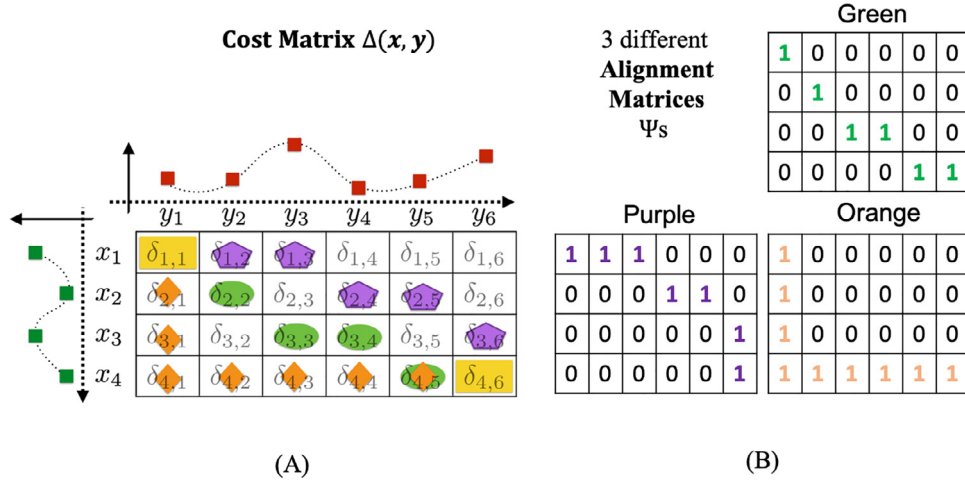 Cost Matrix Δ(x, y)
y₁ y₂ y₃ y₄ y₅ y₆
x₁ δ₁,₁ δ₁,₂ δ₁,₃ δ₁,₄ δ₁,₅ δ₁,₆
x₂ δ₂,₁ δ₂,₂ δ₂,₃ δ₂,₄ δ₂,₅ δ₂,₆
x₃ δ₃,₁ δ₃,₂ δ₃,₃ δ₃,₄ δ₃,₅ δ₃,₆
x₄ δ₄,₁ δ₄,₂ δ₄,₃ δ₄,₄ δ₄,₅ δ₄,₆
(A)
3 different
Alignment
Matrices
Ψs
Green
1 0 0 0 0 0
0 1 0 0 0 0
0 0 1 1 0 0
0 0 0 0 1 1
Purple
1 1 1 0 0 0
0 0 0 1 1 0
0 0 0 0 0 1
0 0 0 0 0 1
Orange
1 0 0 0 0 0
1 0 0 0 0 0
1 0 0 0 0 0
1 1 1 1 1 1
(B)